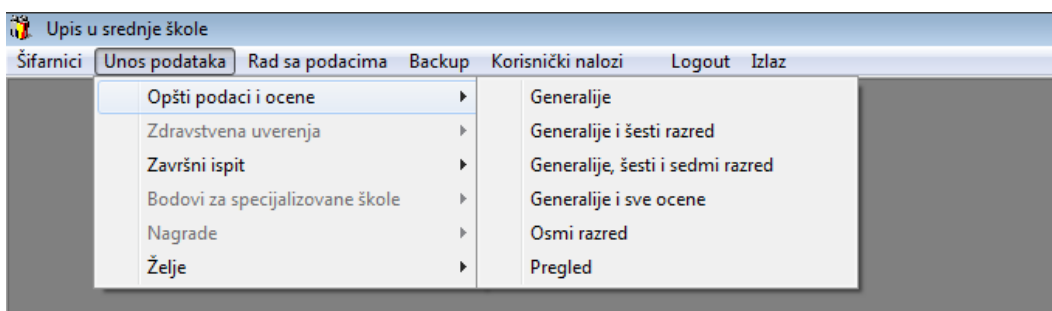 Upis u srednje škole
Šifarnici Unos podataka Rad sa podacima Backup Korisnički nalozi Logout Izlaz
Opšti podaci i ocene
Zdravstvena uverenja
Završni ispit
Bodovi za specijalizovane škole
Nagrade
Želje
Generalije
Generalije i šesti razred
Generalije, šesti i sedmi razred
Generalije i sve ocene
Osmi razred
Pregled